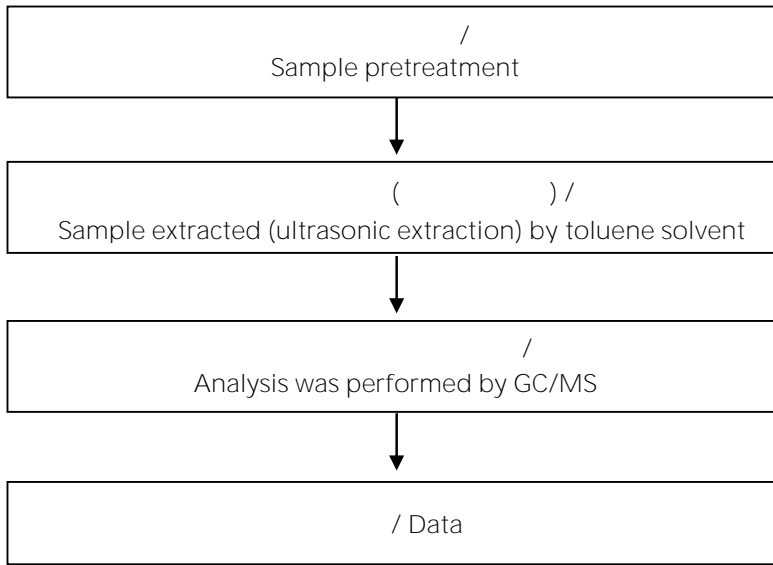 /
Sample pretreatment
( ) /
Sample extracted (ultrasonic extraction) by toluene solvent
/
Analysis was performed by GC/MS
/ Data